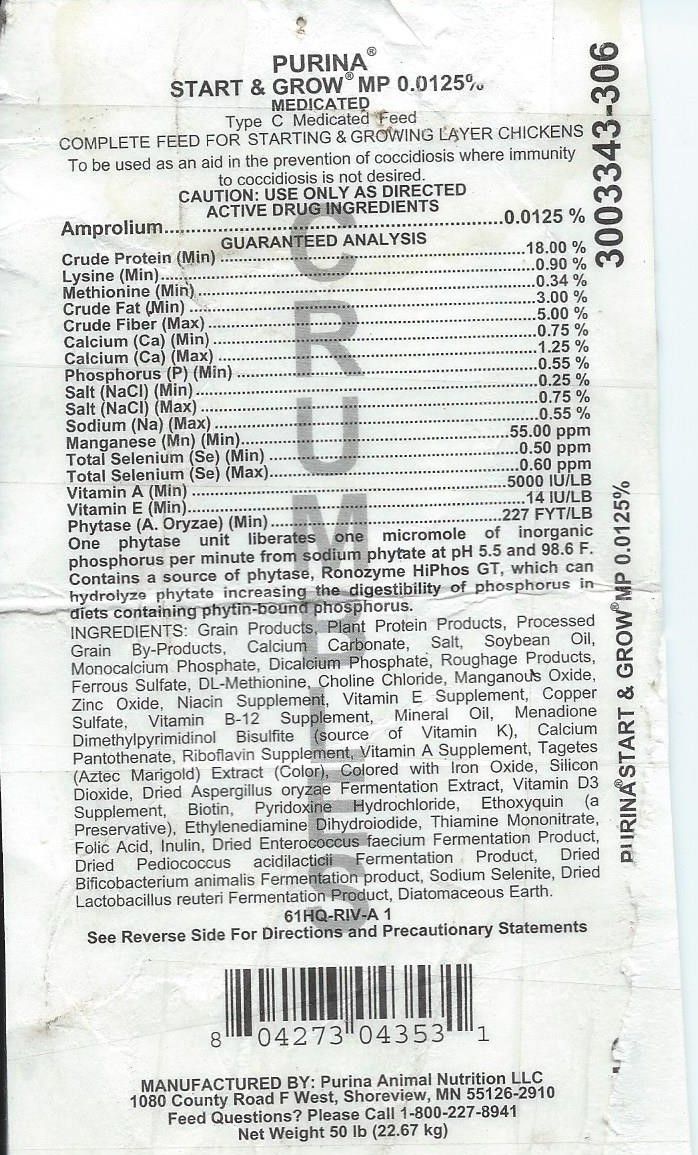 PURINA®
START & GROW® MP 0.0125%
MEDICATED
Type C Medicated Feed
COMPLETE FEED FOR STARTING & GROWING LAYER CHICKENS
To be used as an aid in the prevention of coccidiosis where immunity
to coccidiosis is not desired.
CAUTION: USE ONLY AS DIRECTED
ACTIVE DRUG INGREDIENTS
Amprolium..........0.0125 %
GUARANTEED ANALYSIS
Crude Protein (Min) ..........18.00 %
Lysine (Min)..........0.90 %
Methionine (Min)..........0.34 %
Crude Fat (Min) ..........3.00 %
Crude Fiber (Max)..........5.00 %
Calcium (Ca) (Min) ..........0.75 %
Calcium (Ca) (Max) ..........1.25 %
Phosphorus (P) (Min) ..........0.55 %
Salt (NaCl) (Min)..........0.25 %
Salt (NaCl) (Max)..........0.75 %
Sodium (Na) (Max) ..........0.55 %
Manganese (Mn) (Min)..........55.00 ppm
Total Selenium (Se) (Min) ..........0.50 ppm
Total Selenium (Se) (Max)..........0.60 ppm
Vitamin A (Min) ..........5000 IU/LB
Vitamin E (Min) ..........14 IU/LB
Phytase (A. Oryzae) (Min)..........227 FYT/LB
One phytase unit liberates one micromole of inorganic
phosphorus per minute from sodium phytate at pH 5.5 and 98.6 F.
Contains a source of phytase, Ronozyme HiPhos GT, which can
hydrolyze phytate increasing the digestibility of phosphorus in
diets containing phytin-bound phosphorus.
INGREDIENTS: Grain Products, Plant Protein Products, Processed
Grain By-Products, Calcium Carbonate, Salt, Soybean Oil,
Monocalcium Phosphate, Dicalcium Phosphate, Roughage Products,
Ferrous Sulfate, DL-Methionine, Choline Chloride, Manganous Oxide,
Zinc Oxide, Niacin Supplement, Vitamin E Supplement, Copper
Sulfate, Vitamin B-12 Supplement, Mineral Oil, Menadione
Dimethylpyrimidinol Bisulfite (source of Vitamin K), Calcium
Pantothenate, Riboflavin Supplement, Vitamin A Supplement, Tagetes
(Aztec Marigold) Extract (Color), Colored with Iron Oxide, Silicon
Dioxide, Dried Aspergillus oryzae Fermentation Extract, Vitamin D3
Supplement, Biotin, Pyridoxine Hydrochloride, Ethoxyquin (a
Preservative), Ethylenediamine Dihydroiodide, Thiamine Mononitrate,
Folic Acid, Inulin, Dried Enterococcus faecium Fermentation Product,
Dried Pediococcus acidilacticii Fermentation Product, Dried
Bificobacterium animalis Fermentation product, Sodium Selenite, Dried
Lactobacillus reuteri Fermentation Product, Diatomaceous Earth.
61HQ-RIV-A 1
See Reverse Side For Directions and Precautionary Statements
8 04273 04353 1
MANUFACTURED BY: Purina Animal Nutrition LLC
1080 County Road F West, Shoreview, MN 55126-2910
Feed Questions? Please Call 1-800-227-8941
Net Weight 50 lb (22.67 kg)
CRUMBLES
3003343-306
PURINA® START & GROW® MP 0.0125%